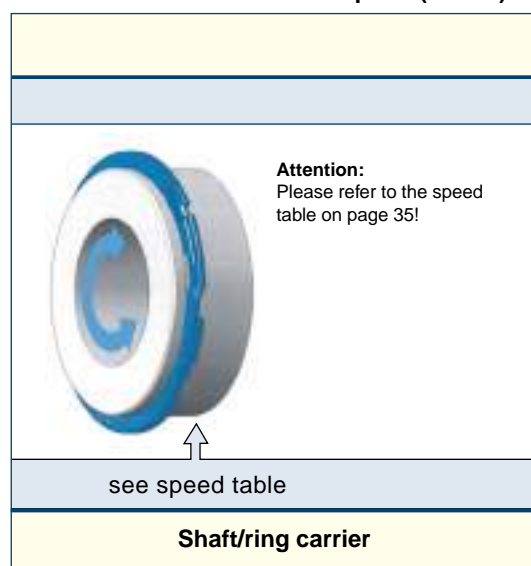 Attention:
Please refer to the speed
table on page 35!
see speed table
Shaft/ring carrier